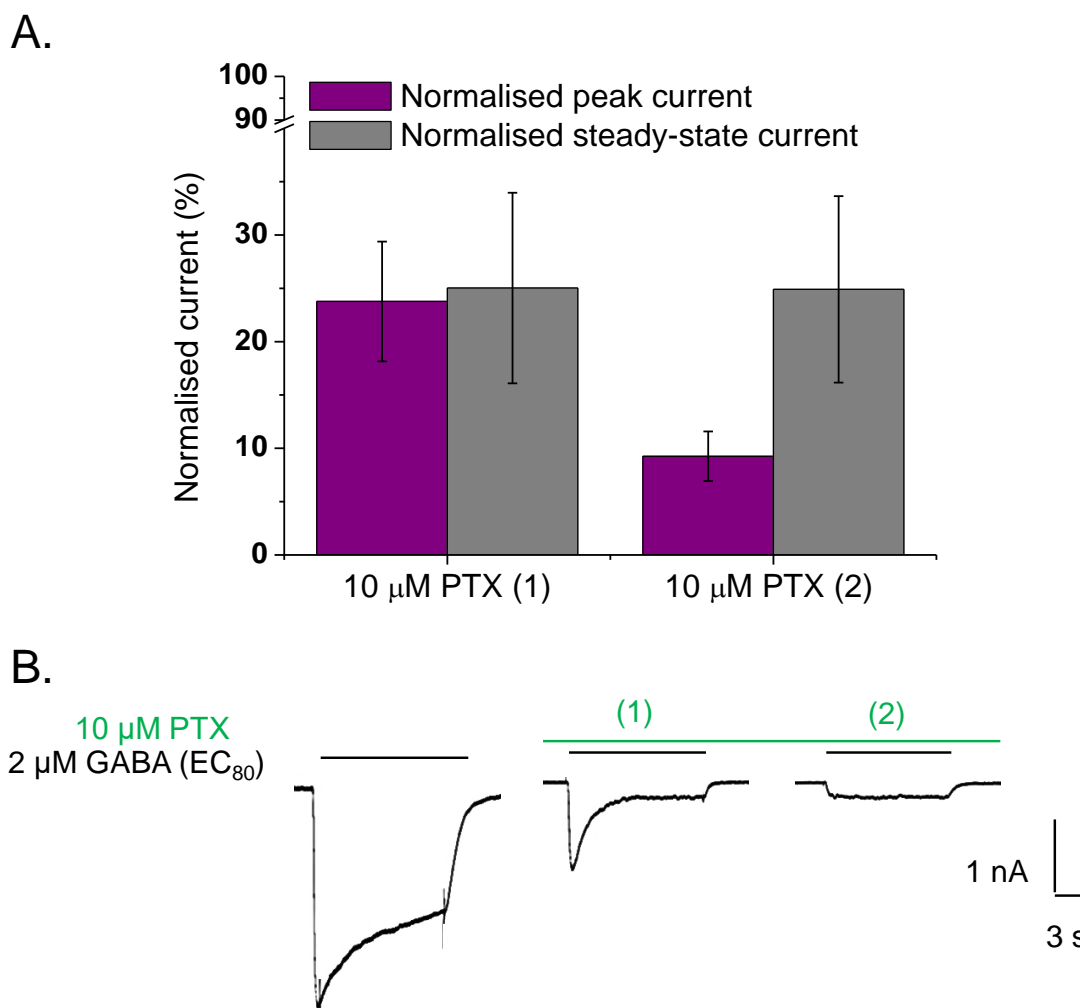 A.
100
90
30
20
10
0
Normalised current (%)
Normalised peak current
Normalised steady-state current
10 μM PTX (1)
10 μM PTX (2)
B.
10 µM PTX
2 µM GABA (EC₈₀)
(1)
(2)
1 nA
3 s